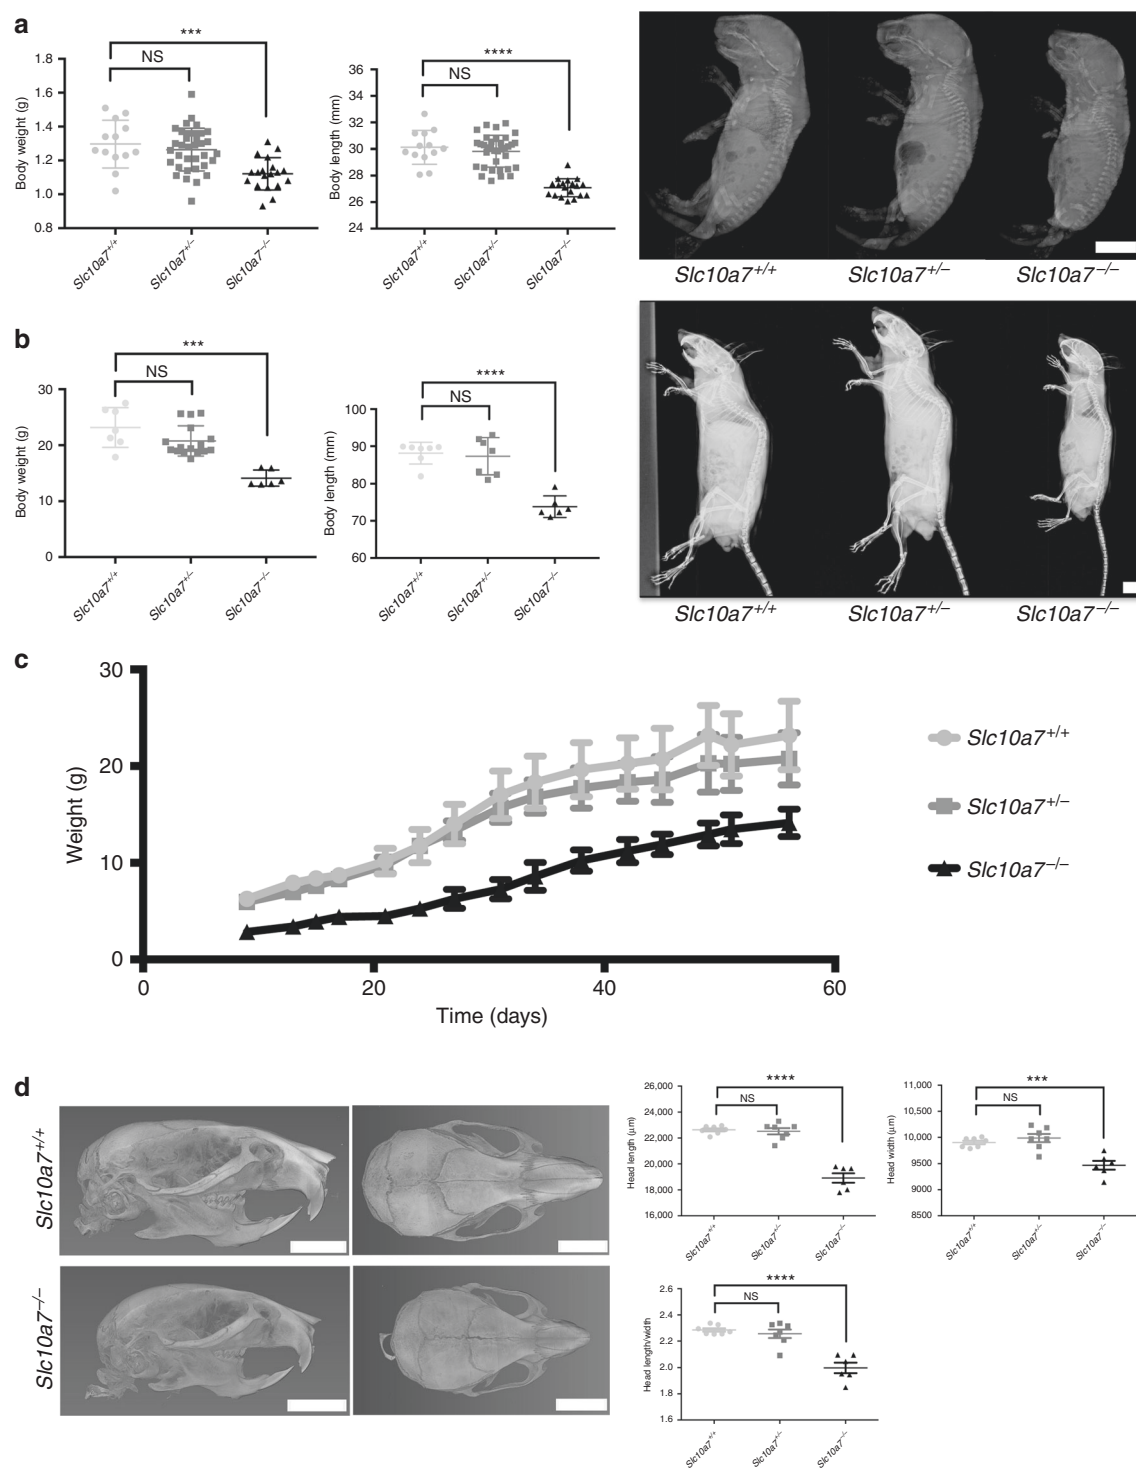 a
***
NS
1.8
1.6
1.4
1.2
1.0
0.8
Body weight (g)
Slc10a7+/+
Slc10a7+/–
Slc10a7–/–
****
NS
36
34
32
30
28
26
24
Body length (mm)
Slc10a7+/+
Slc10a7+/–
Slc10a7–/–
Slc10a7+/+
Slc10a7+/–
Slc10a7–/–
b
***
NS
30
20
10
0
Body weight (g)
Slc10a7+/+
Slc10a7+/–
Slc10a7–/–
****
NS
100
90
80
70
60
Body length (mm)
Slc10a7+/+
Slc10a7+/–
Slc10a7–/–
Slc10a7+/+
Slc10a7+/–
Slc10a7–/–
c
30
20
10
0
Weight (g)
0
20
40
60
Time (days)
Slc10a7+/+
Slc10a7+/–
Slc10a7–/–
d
Slc10a7+/+
Slc10a7–/–
****
NS
26,000
24,000
22,000
20,000
18,000
16,000
Head length (µm)
Slc10a7+/+
Slc10a7+/–
Slc10a7–/–
***
NS
11,000
10,500
10,000
9500
9000
8500
Head width (µm)
Slc10a7+/+
Slc10a7+/–
Slc10a7–/–
****
NS
2.6
2.4
2.2
2.0
1.8
1.6
Head length/width
Slc10a7+/+
Slc10a7+/–
Slc10a7–/–